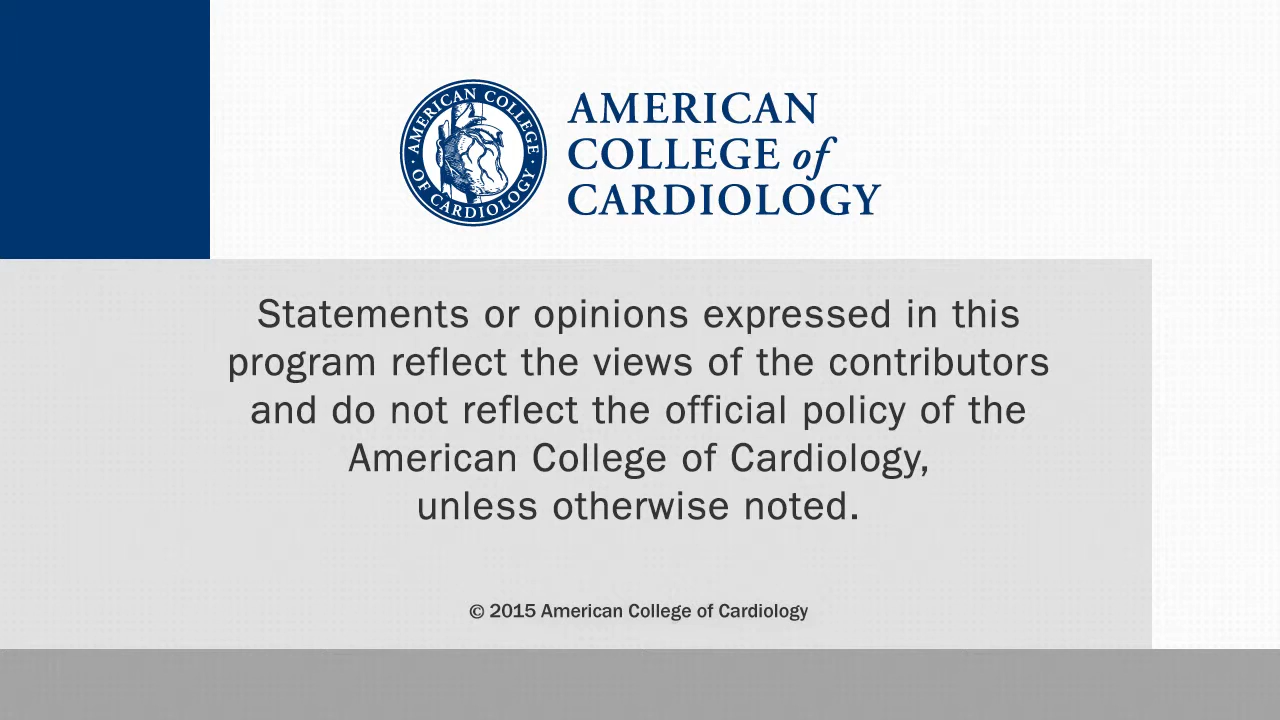 AMERICAN COLLEGE
· OF CARDIOLOGY ·
AMERICAN
COLLEGE of
CARDIOLOGY
Statements or opinions expressed in this
program reflect the views of the contributors
and do not reflect the official policy of the
American College of Cardiology,
unless otherwise noted.
© 2015 American College of Cardiology